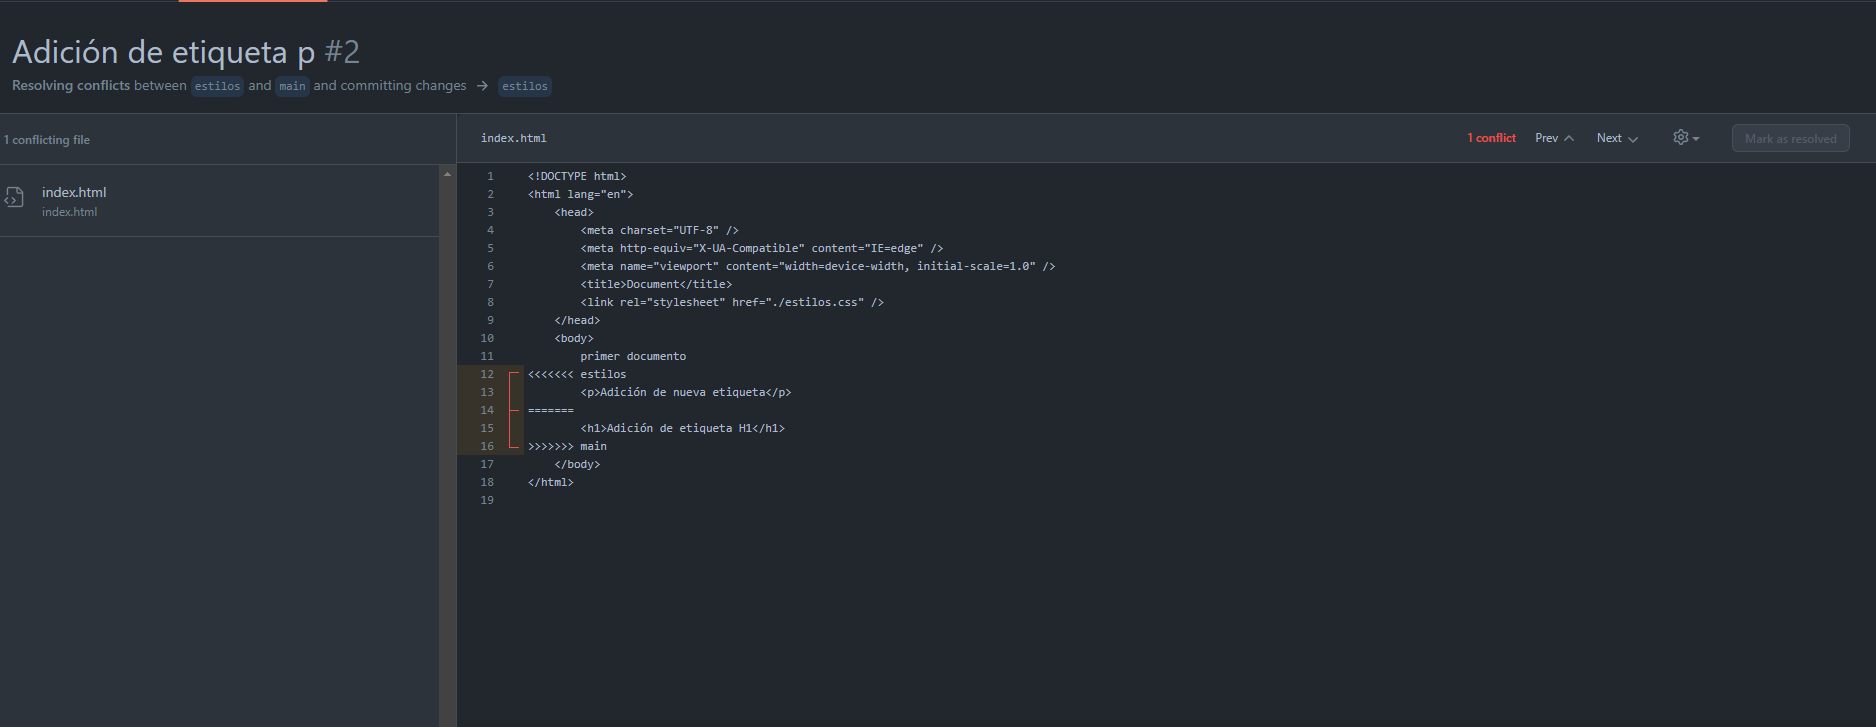 Adición de etiqueta p #2
Resolving conflicts between estilos and main and committing changes → estilos
1 conflicting file
index.html
index.html
index.html
1 conflict Prev Next Mark as resolved
1 <!DOCTYPE html>
2 <html lang="en">
3 <head>
4 <meta charset="UTF-8" />
5 <meta http-equiv="X-UA-Compatible" content="IE=edge" />
6 <meta name="viewport" content="width=device-width, initial-scale=1.0" />
7 <title>Document</title>
8 <link rel="stylesheet" href="./estilos.css" />
9 </head>
10 <body>
11 primer documento
12 <<<<<<< estilos
13 <p>Adición de nueva etiqueta</p>
14 =======
15 <h1>Adición de etiqueta H1</h1>
16 >>>>>>> main
17 </body>
18 </html>
19